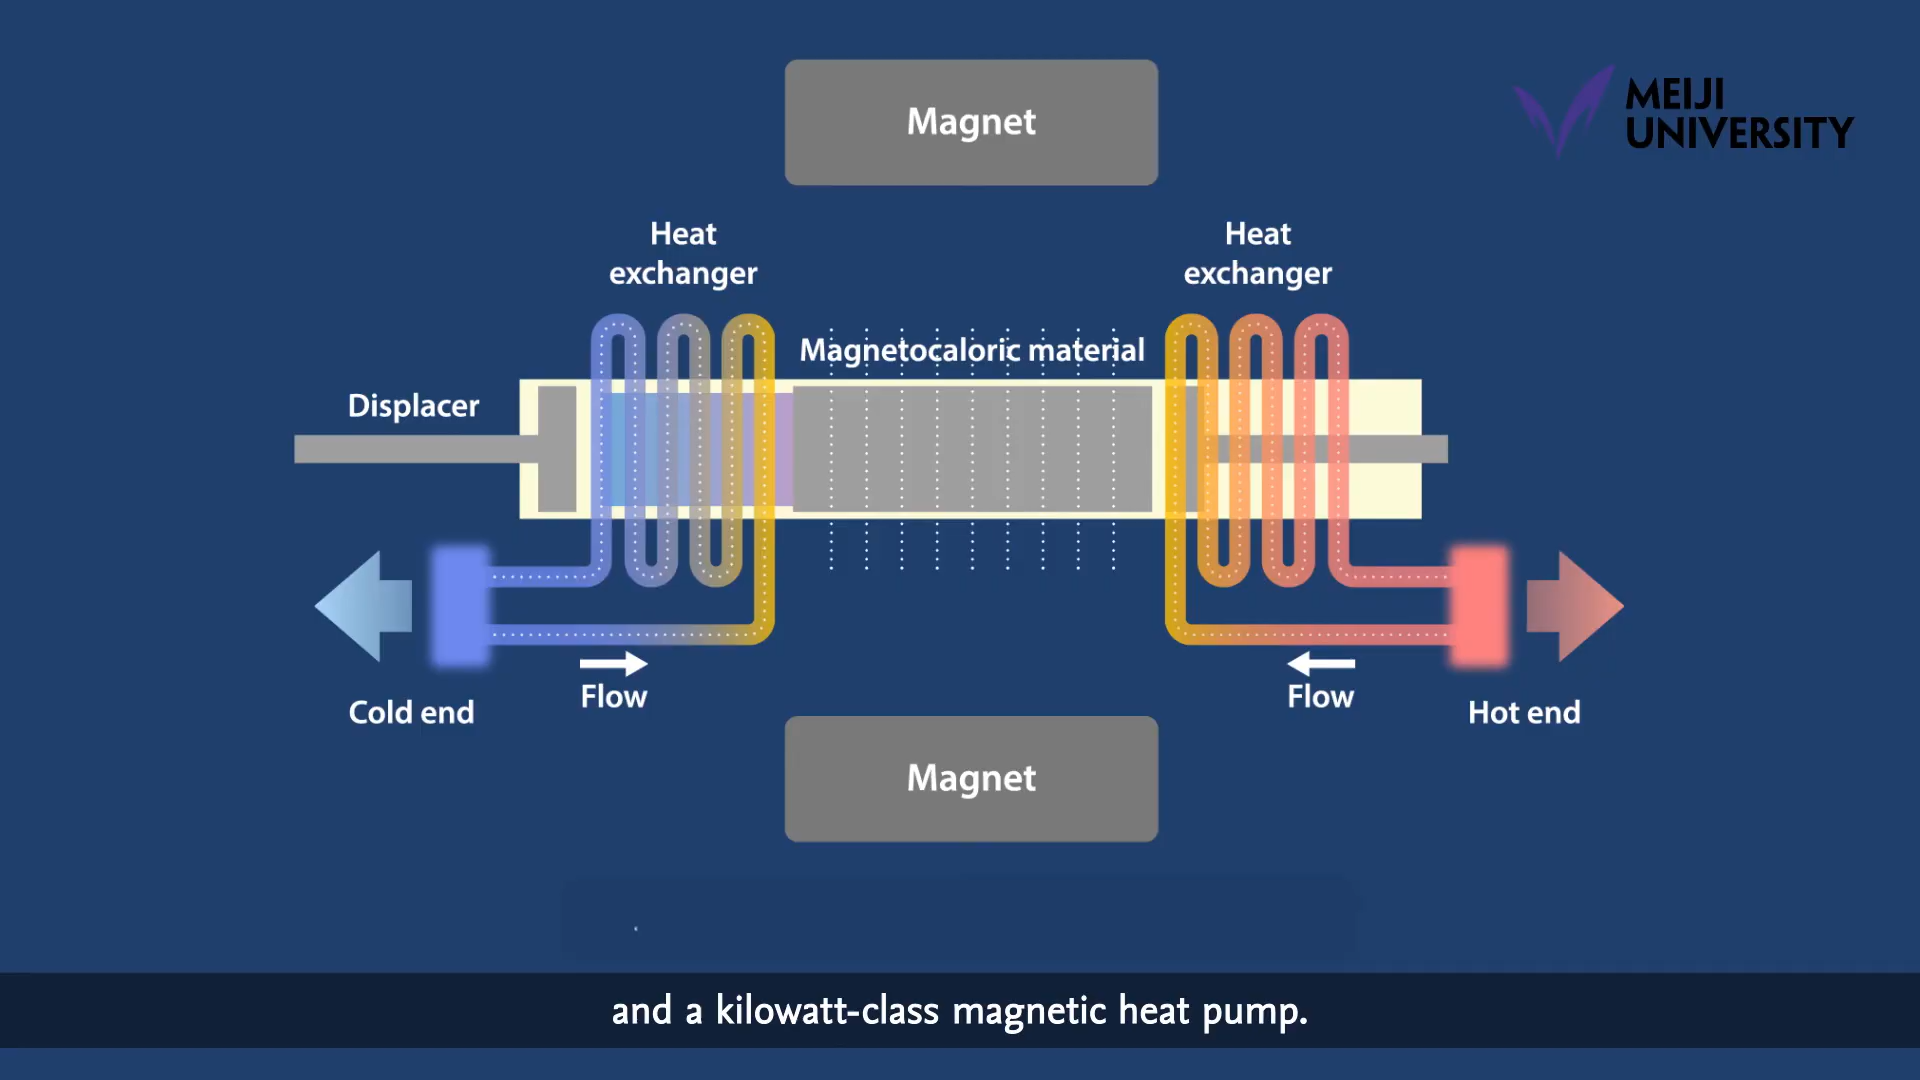 Magnet
MEIJI
UNIVERSITY
Heat
exchanger
Heat
exchanger
Magnetocaloric material
Displacer
Flow
Flow
Cold end
Hot end
Magnet
and a kilowatt-class magnetic heat pump.